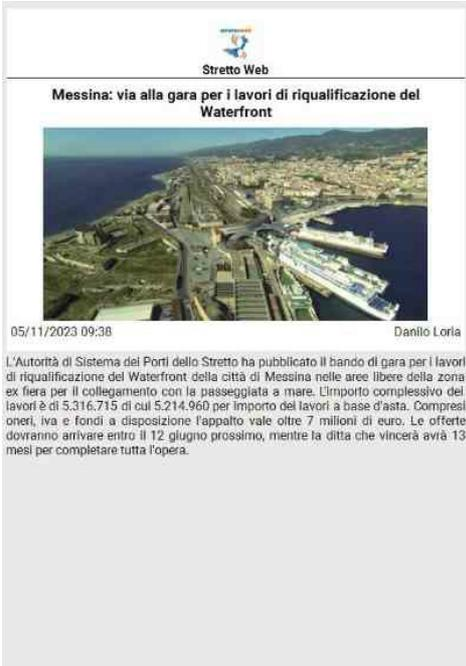 strettoweb
Stretto Web
Messina: via alla gara per i lavori di riqualificazione del
Waterfront
05/11/2023 09:38
Danilo Loria
L'Autorità di Sistema dei Porti dello Stretto ha pubblicato il bando di gara per i lavori
di riqualificazione del Waterfront della città di Messina nelle aree libere della zona
ex fiera per il collegamento con la passeggiata a mare. L'importo complessivo dei
lavori è di 5.316.715 di cui 5.214.960 per importo dei lavori a base d'asta. Compresi
oneri, iva e fondi a disposizione l'appalto vale oltre 7 milioni di euro. Le offerte
dovranno arrivare entro il 12 giugno prossimo, mentre la ditta che vincerà avrà 13
mesi per completare tutta l'opera.